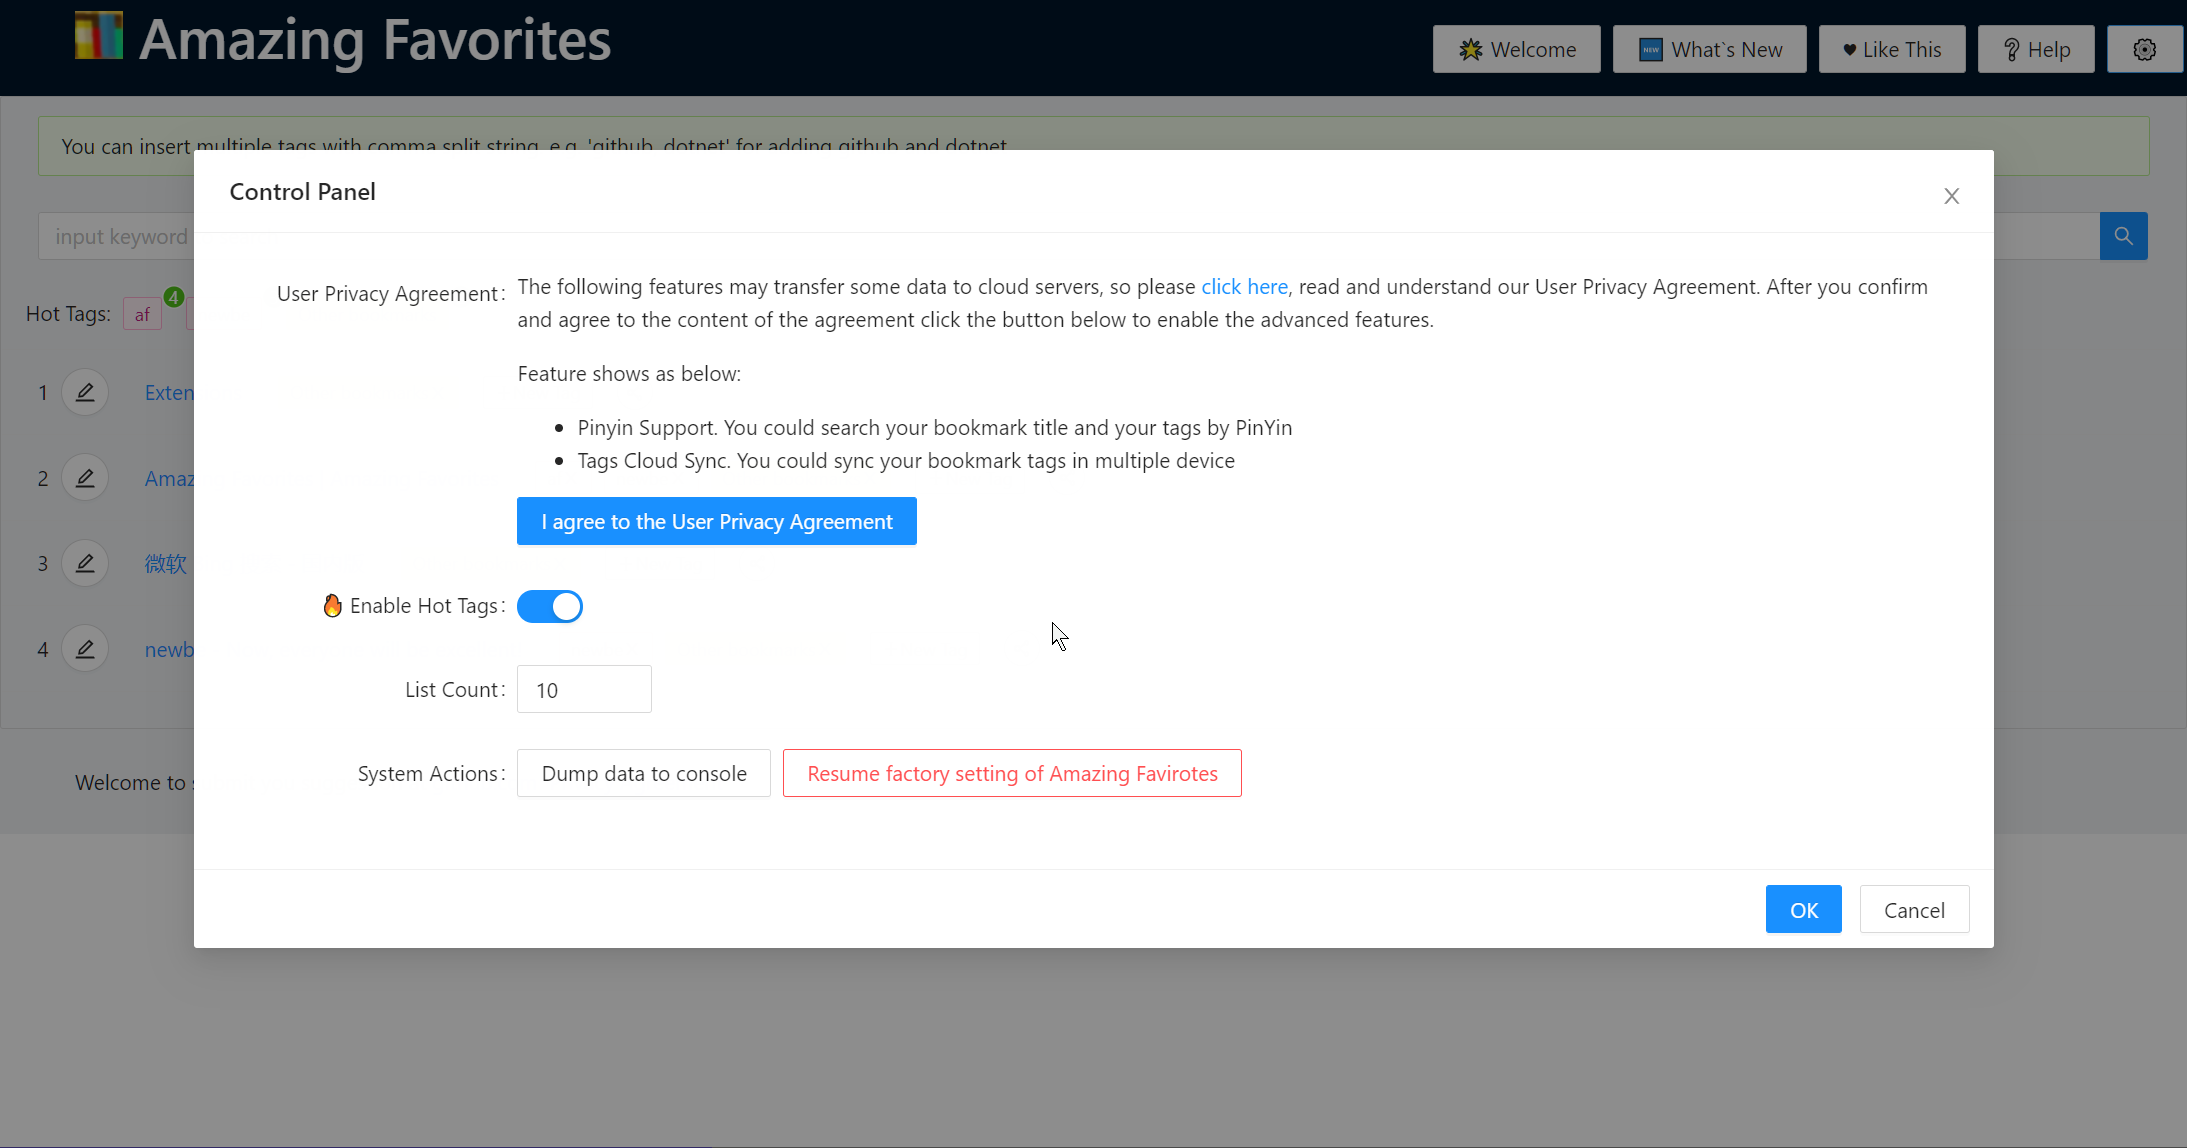 Amazing Favorites
Welcome
NEW What`s New
♥ Like This
? Help
You can insert multiple tags with comma split string, e.g. 'github, dotnet' for adding github and dotnet
Control Panel
input keyword
User Privacy Agreement: The following features may transfer some data to cloud servers, so please click here, read and understand our User Privacy Agreement. After you confirm
and agree to the content of the agreement click the button below to enable the advanced features.
Hot Tags: af 4
Feature shows as below:
1 Exten
Pinyin Support. You could search your bookmark title and your tags by PinYin
Tags Cloud Sync. You could sync your bookmark tags in multiple device
2 Amaz
I agree to the User Privacy Agreement
3 微软
Enable Hot Tags:
4 newb
List Count: 10
System Actions: Dump data to console Resume factory setting of Amazing Favirotes
Welcome to
OK Cancel